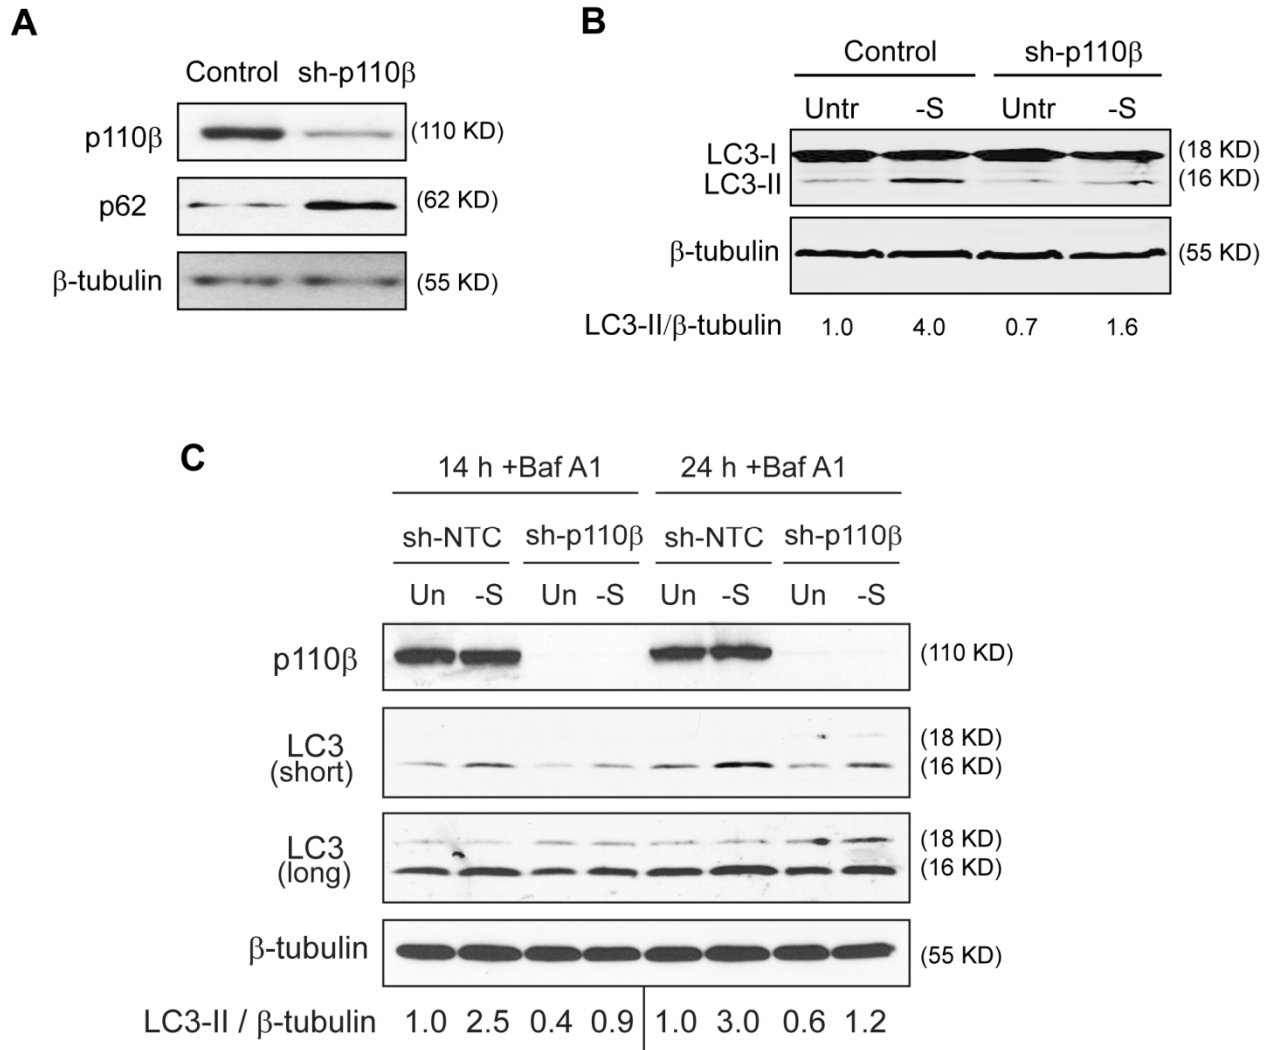 A
Control sh-p110β
p110β (110 KD)
p62 (62 KD)
β-tubulin (55 KD)
B
Control sh-p110β
Untr -S Untr -S
LC3-I (18 KD)
LC3-II (16 KD)
β-tubulin (55 KD)
LC3-II/β-tubulin 1.0 4.0 0.7 1.6
C
14 h +Baf A1 24 h +Baf A1
sh-NTC sh-p110β sh-NTC sh-p110β
Un -S Un -S Un -S Un -S
p110β (110 KD)
LC3 (18 KD)
(short) (16 KD)
LC3 (18 KD)
(long) (16 KD)
β-tubulin (55 KD)
LC3-II / β-tubulin 1.0 2.5 0.4 0.9 1.0 3.0 0.6 1.2